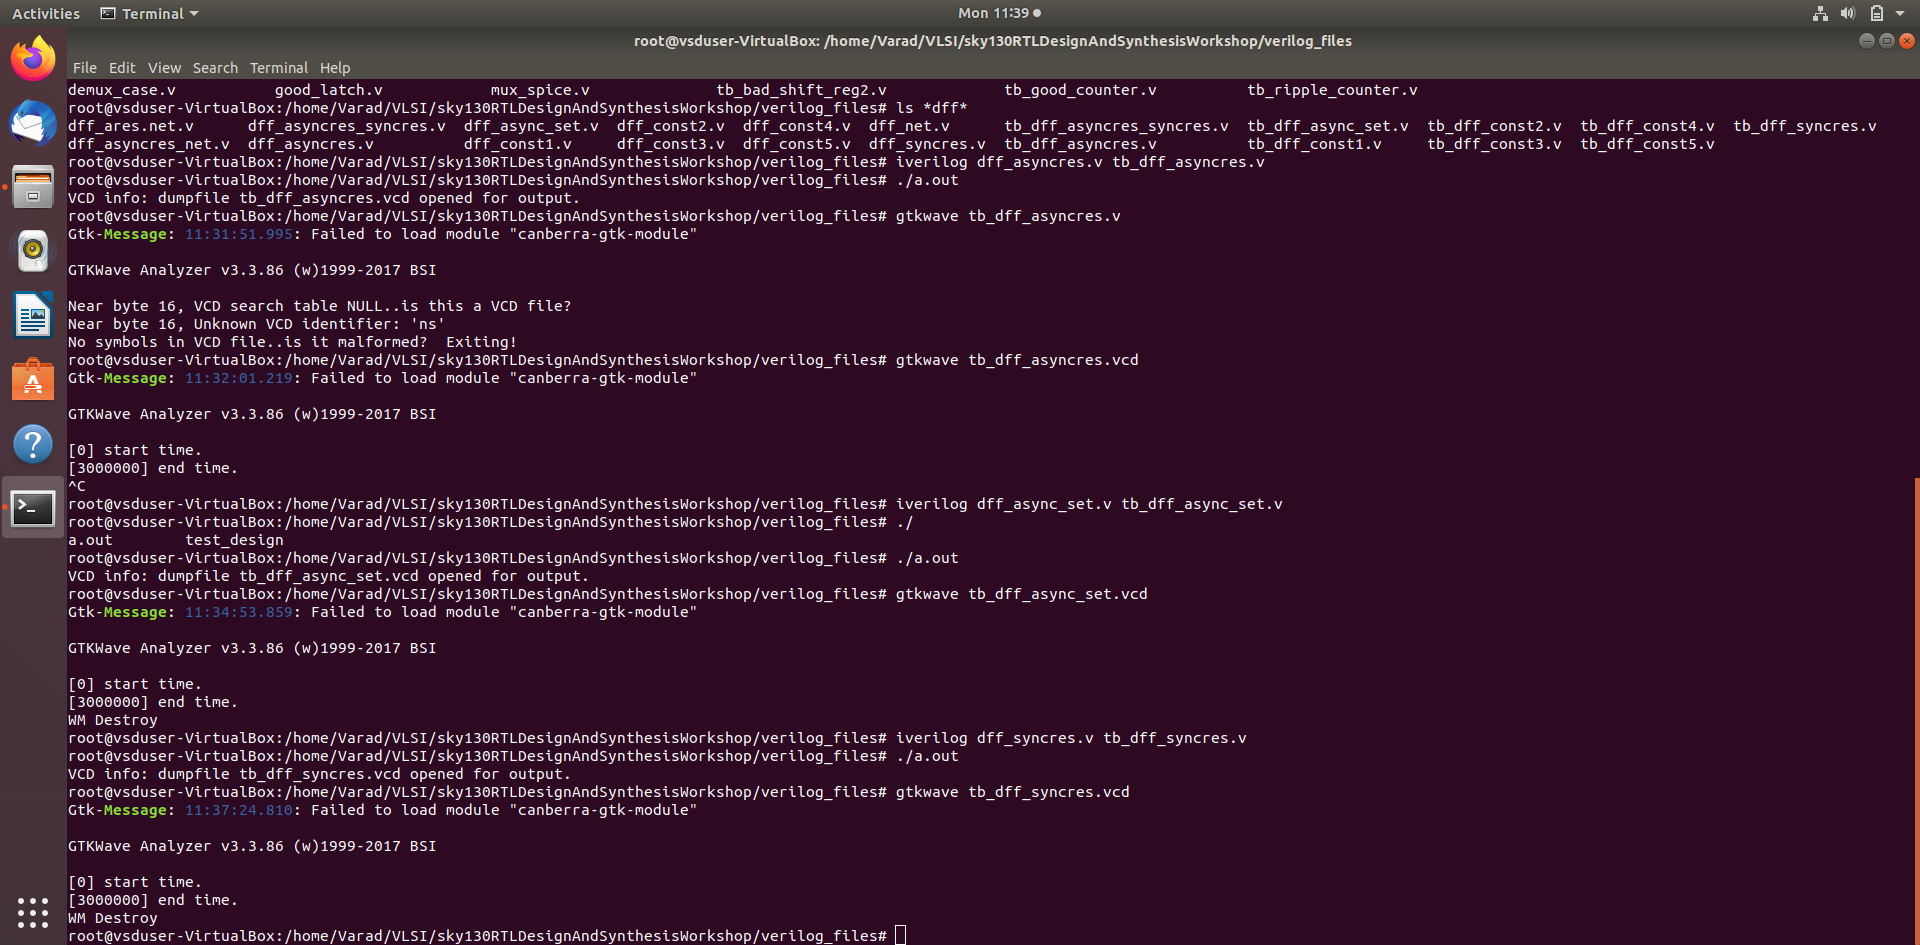 Activities Terminal Mon 11:39
root@vsduser-VirtualBox: /home/Varad/VLSI/sky130RTLDesignAndSynthesisWorkshop/verilog_files
File Edit View Search Terminal Help
demux_case.v good_latch.v mux_spice.v tb_bad_shift_reg2.v tb_good_counter.v tb_ripple_counter.v
root@vsduser-VirtualBox:/home/Varad/VLSI/sky130RTLDesignAndSynthesisWorkshop/verilog_files# ls *dff*
dff_ares.net.v dff_asyncres_syncres.v dff_async_set.v dff_const2.v dff_const4.v dff_net.v tb_dff_asyncres_syncres.v tb_dff_async_set.v tb_dff_const2.v tb_dff_const4.v tb_dff_syncres.v
dff_asyncres_net.v dff_asyncres.v dff_const1.v dff_const3.v dff_const5.v dff_syncres.v tb_dff_asyncres.v tb_dff_const1.v tb_dff_const3.v tb_dff_const5.v
root@vsduser-VirtualBox:/home/Varad/VLSI/sky130RTLDesignAndSynthesisWorkshop/verilog_files# iverilog dff_asyncres.v tb_dff_asyncres.v
root@vsduser-VirtualBox:/home/Varad/VLSI/sky130RTLDesignAndSynthesisWorkshop/verilog_files# ./a.out
VCD info: dumpfile tb_dff_asyncres.vcd opened for output.
root@vsduser-VirtualBox:/home/Varad/VLSI/sky130RTLDesignAndSynthesisWorkshop/verilog_files# gtkwave tb_dff_asyncres.v
Gtk-Message: 11:31:51.995: Failed to load module "canberra-gtk-module"
GTKWave Analyzer v3.3.86 (w)1999-2017 BSI
Near byte 16, VCD search table NULL..is this a VCD file?
Near byte 16, Unknown VCD identifier: 'ns'
No symbols in VCD file..is it malformed?  Exiting!
root@vsduser-VirtualBox:/home/Varad/VLSI/sky130RTLDesignAndSynthesisWorkshop/verilog_files# gtkwave tb_dff_asyncres.vcd
Gtk-Message: 11:32:01.219: Failed to load module "canberra-gtk-module"
GTKWave Analyzer v3.3.86 (w)1999-2017 BSI
[0] start time.
[3000000] end time.
^C
root@vsduser-VirtualBox:/home/Varad/VLSI/sky130RTLDesignAndSynthesisWorkshop/verilog_files# iverilog dff_async_set.v tb_dff_async_set.v
root@vsduser-VirtualBox:/home/Varad/VLSI/sky130RTLDesignAndSynthesisWorkshop/verilog_files# ./
a.out test_design
root@vsduser-VirtualBox:/home/Varad/VLSI/sky130RTLDesignAndSynthesisWorkshop/verilog_files# ./a.out
VCD info: dumpfile tb_dff_async_set.vcd opened for output.
root@vsduser-VirtualBox:/home/Varad/VLSI/sky130RTLDesignAndSynthesisWorkshop/verilog_files# gtkwave tb_dff_async_set.vcd
Gtk-Message: 11:34:53.859: Failed to load module "canberra-gtk-module"
GTKWave Analyzer v3.3.86 (w)1999-2017 BSI
[0] start time.
[3000000] end time.
WM Destroy
root@vsduser-VirtualBox:/home/Varad/VLSI/sky130RTLDesignAndSynthesisWorkshop/verilog_files# iverilog dff_syncres.v tb_dff_syncres.v
root@vsduser-VirtualBox:/home/Varad/VLSI/sky130RTLDesignAndSynthesisWorkshop/verilog_files# ./a.out
VCD info: dumpfile tb_dff_syncres.vcd opened for output.
root@vsduser-VirtualBox:/home/Varad/VLSI/sky130RTLDesignAndSynthesisWorkshop/verilog_files# gtkwave tb_dff_syncres.vcd
Gtk-Message: 11:37:24.810: Failed to load module "canberra-gtk-module"
GTKWave Analyzer v3.3.86 (w)1999-2017 BSI
[0] start time.
[3000000] end time.
WM Destroy
root@vsduser-VirtualBox:/home/Varad/VLSI/sky130RTLDesignAndSynthesisWorkshop/verilog_files#